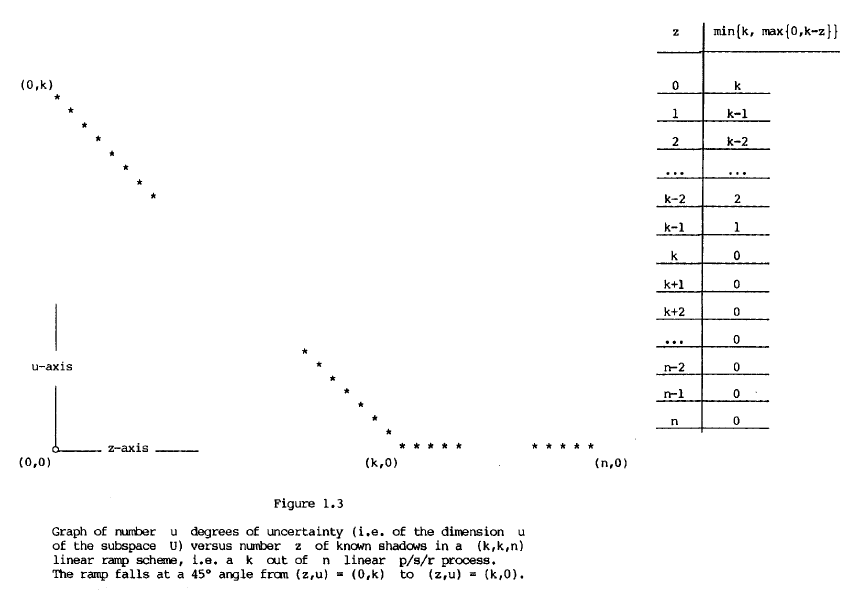 z min{k, max{0,k-z}}
(0,k)
0 k
1 k-1
2 k-2
... ...
k-2 2
k-1 1
k 0
k+1 0
k+2 0
... 0
n-2 0
n-1 0
n 0
u-axis
z-axis
(0,0) (k,0) (n,0)
Figure 1.3
Graph of number u degrees of uncertainty (i.e. of the dimension u
of the subspace U) versus number z of known shadows in a (k,k,n)
linear ramp scheme, i.e. a k out of n linear p/s/r process.
The ramp falls at a 45° angle from (z,u) = (0,k) to (z,u) = (k,0).